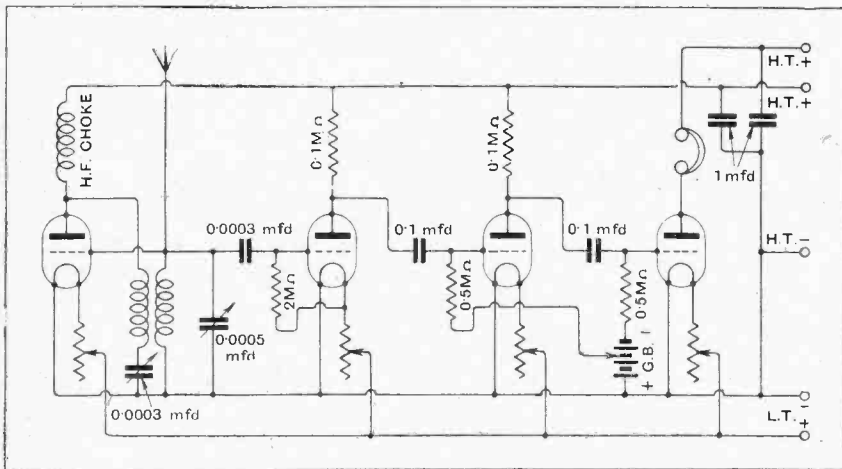 H.T.+
H.T.+
H.F. CHOKE
0·1MΩ
0·1MΩ
1 mfd
0·0003 mfd
0·1 mfd
0·1 mfd
H.T.-
2MΩ
0·5MΩ
0·5MΩ
0·0005
mfd
+ G.B. -
0·0003 mfd
L.T. -
+